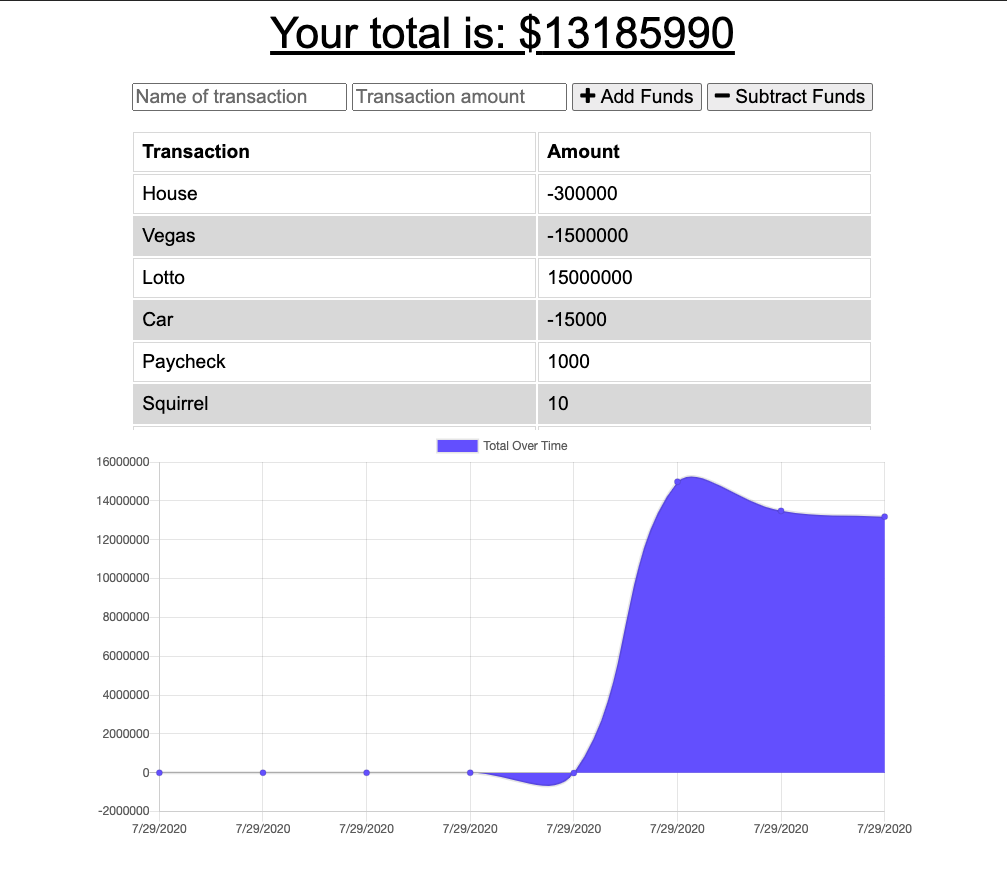 Your total is: $13185990
Name of transaction Transaction amount + Add Funds − Subtract Funds
Transaction Amount
House -300000
Vegas -1500000
Lotto 15000000
Car -15000
Paycheck 1000
Squirrel 10
Total Over Time
16000000
14000000
12000000
10000000
8000000
6000000
4000000
2000000
0
-2000000
7/29/2020 7/29/2020 7/29/2020 7/29/2020 7/29/2020 7/29/2020 7/29/2020 7/29/2020